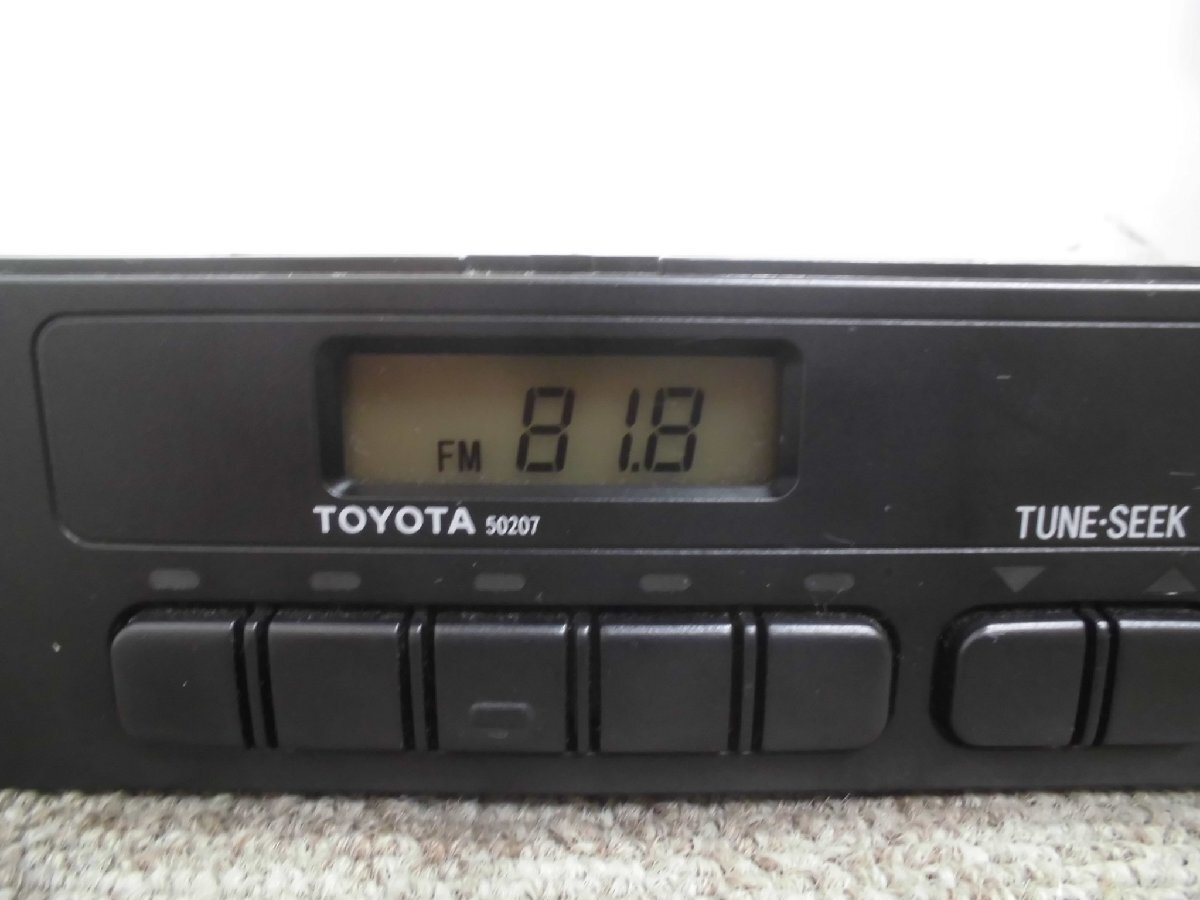 FM 81.8
TOYOTA 50207
TUNE·SEEK